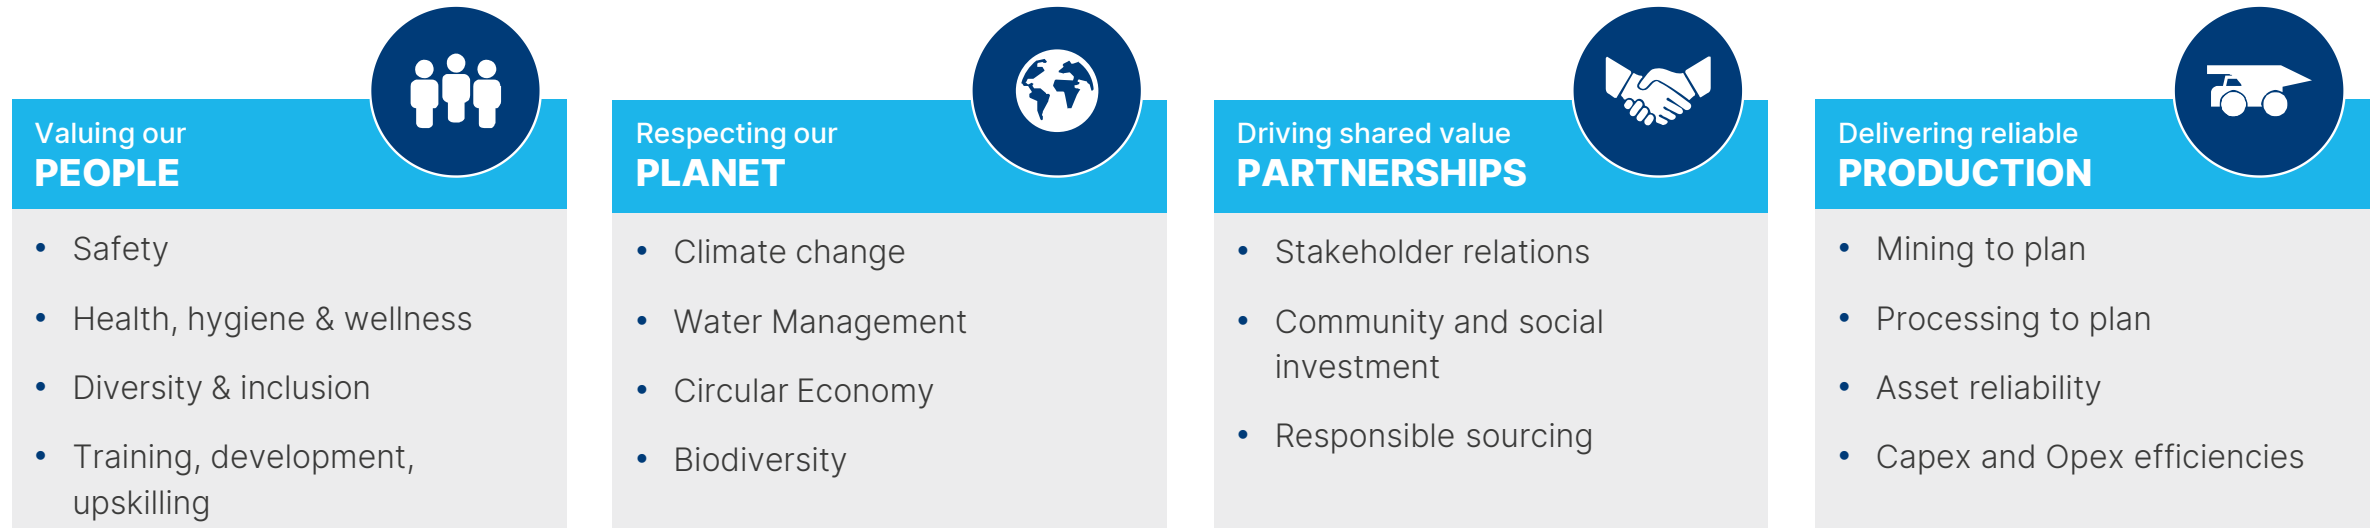 Valuing our
PEOPLE
• Safety
• Health, hygiene & wellness
• Diversity & inclusion
• Training, development,
upskilling
Respecting our
PLANET
• Climate change
• Water Management
• Circular Economy
• Biodiversity
Driving shared value
PARTNERSHIPS
• Stakeholder relations
• Community and social
investment
• Responsible sourcing
Delivering reliable
PRODUCTION
• Mining to plan
• Processing to plan
• Asset reliability
• Capex and Opex efficiencies